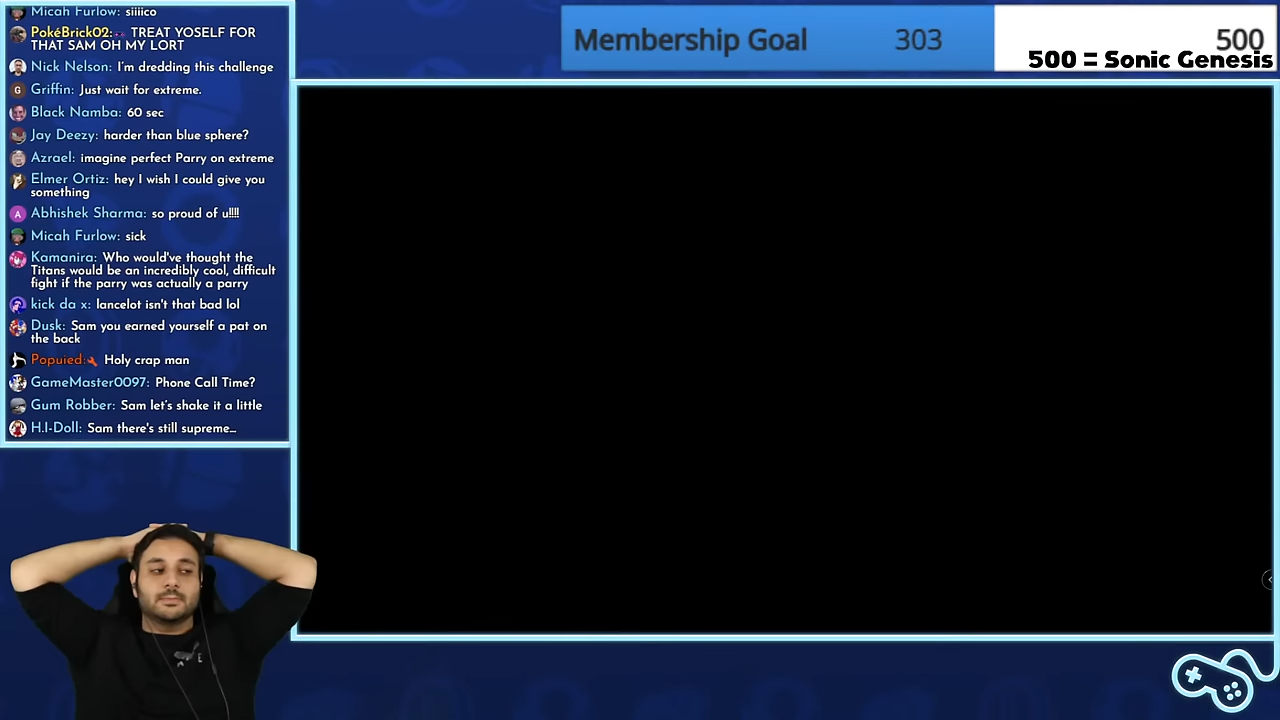 Micah Furlow: siiiico
PokéBrick02: TREAT YOSELF FOR
THAT SAM OH MY LORT
Nick Nelson: I'm dredding this challenge
G Griffin: Just wait for extreme.
Black Namba: 60 sec
Jay Deezy: harder than blue sphere?
Azrael: imagine perfect Parry on extreme
Elmer Ortiz: hey I wish I could give you
something
A Abhishek Sharma: so proud of u!!!!
Micah Furlow: sick
Kamanira: Who would've thought the
Titans would be an incredibly cool, difficult
fight if the parry was actually a parry
kick da x: lancelot isn't that bad lol
Dusk: Sam you earned yourself a pat on
the back
Popuied: Holy crap man
GameMaster0097: Phone Call Time?
Gum Robber: Sam let's shake it a little
H.I-Doll: Sam there's still supreme...
Membership Goal 303 500
500 = Sonic Genesis